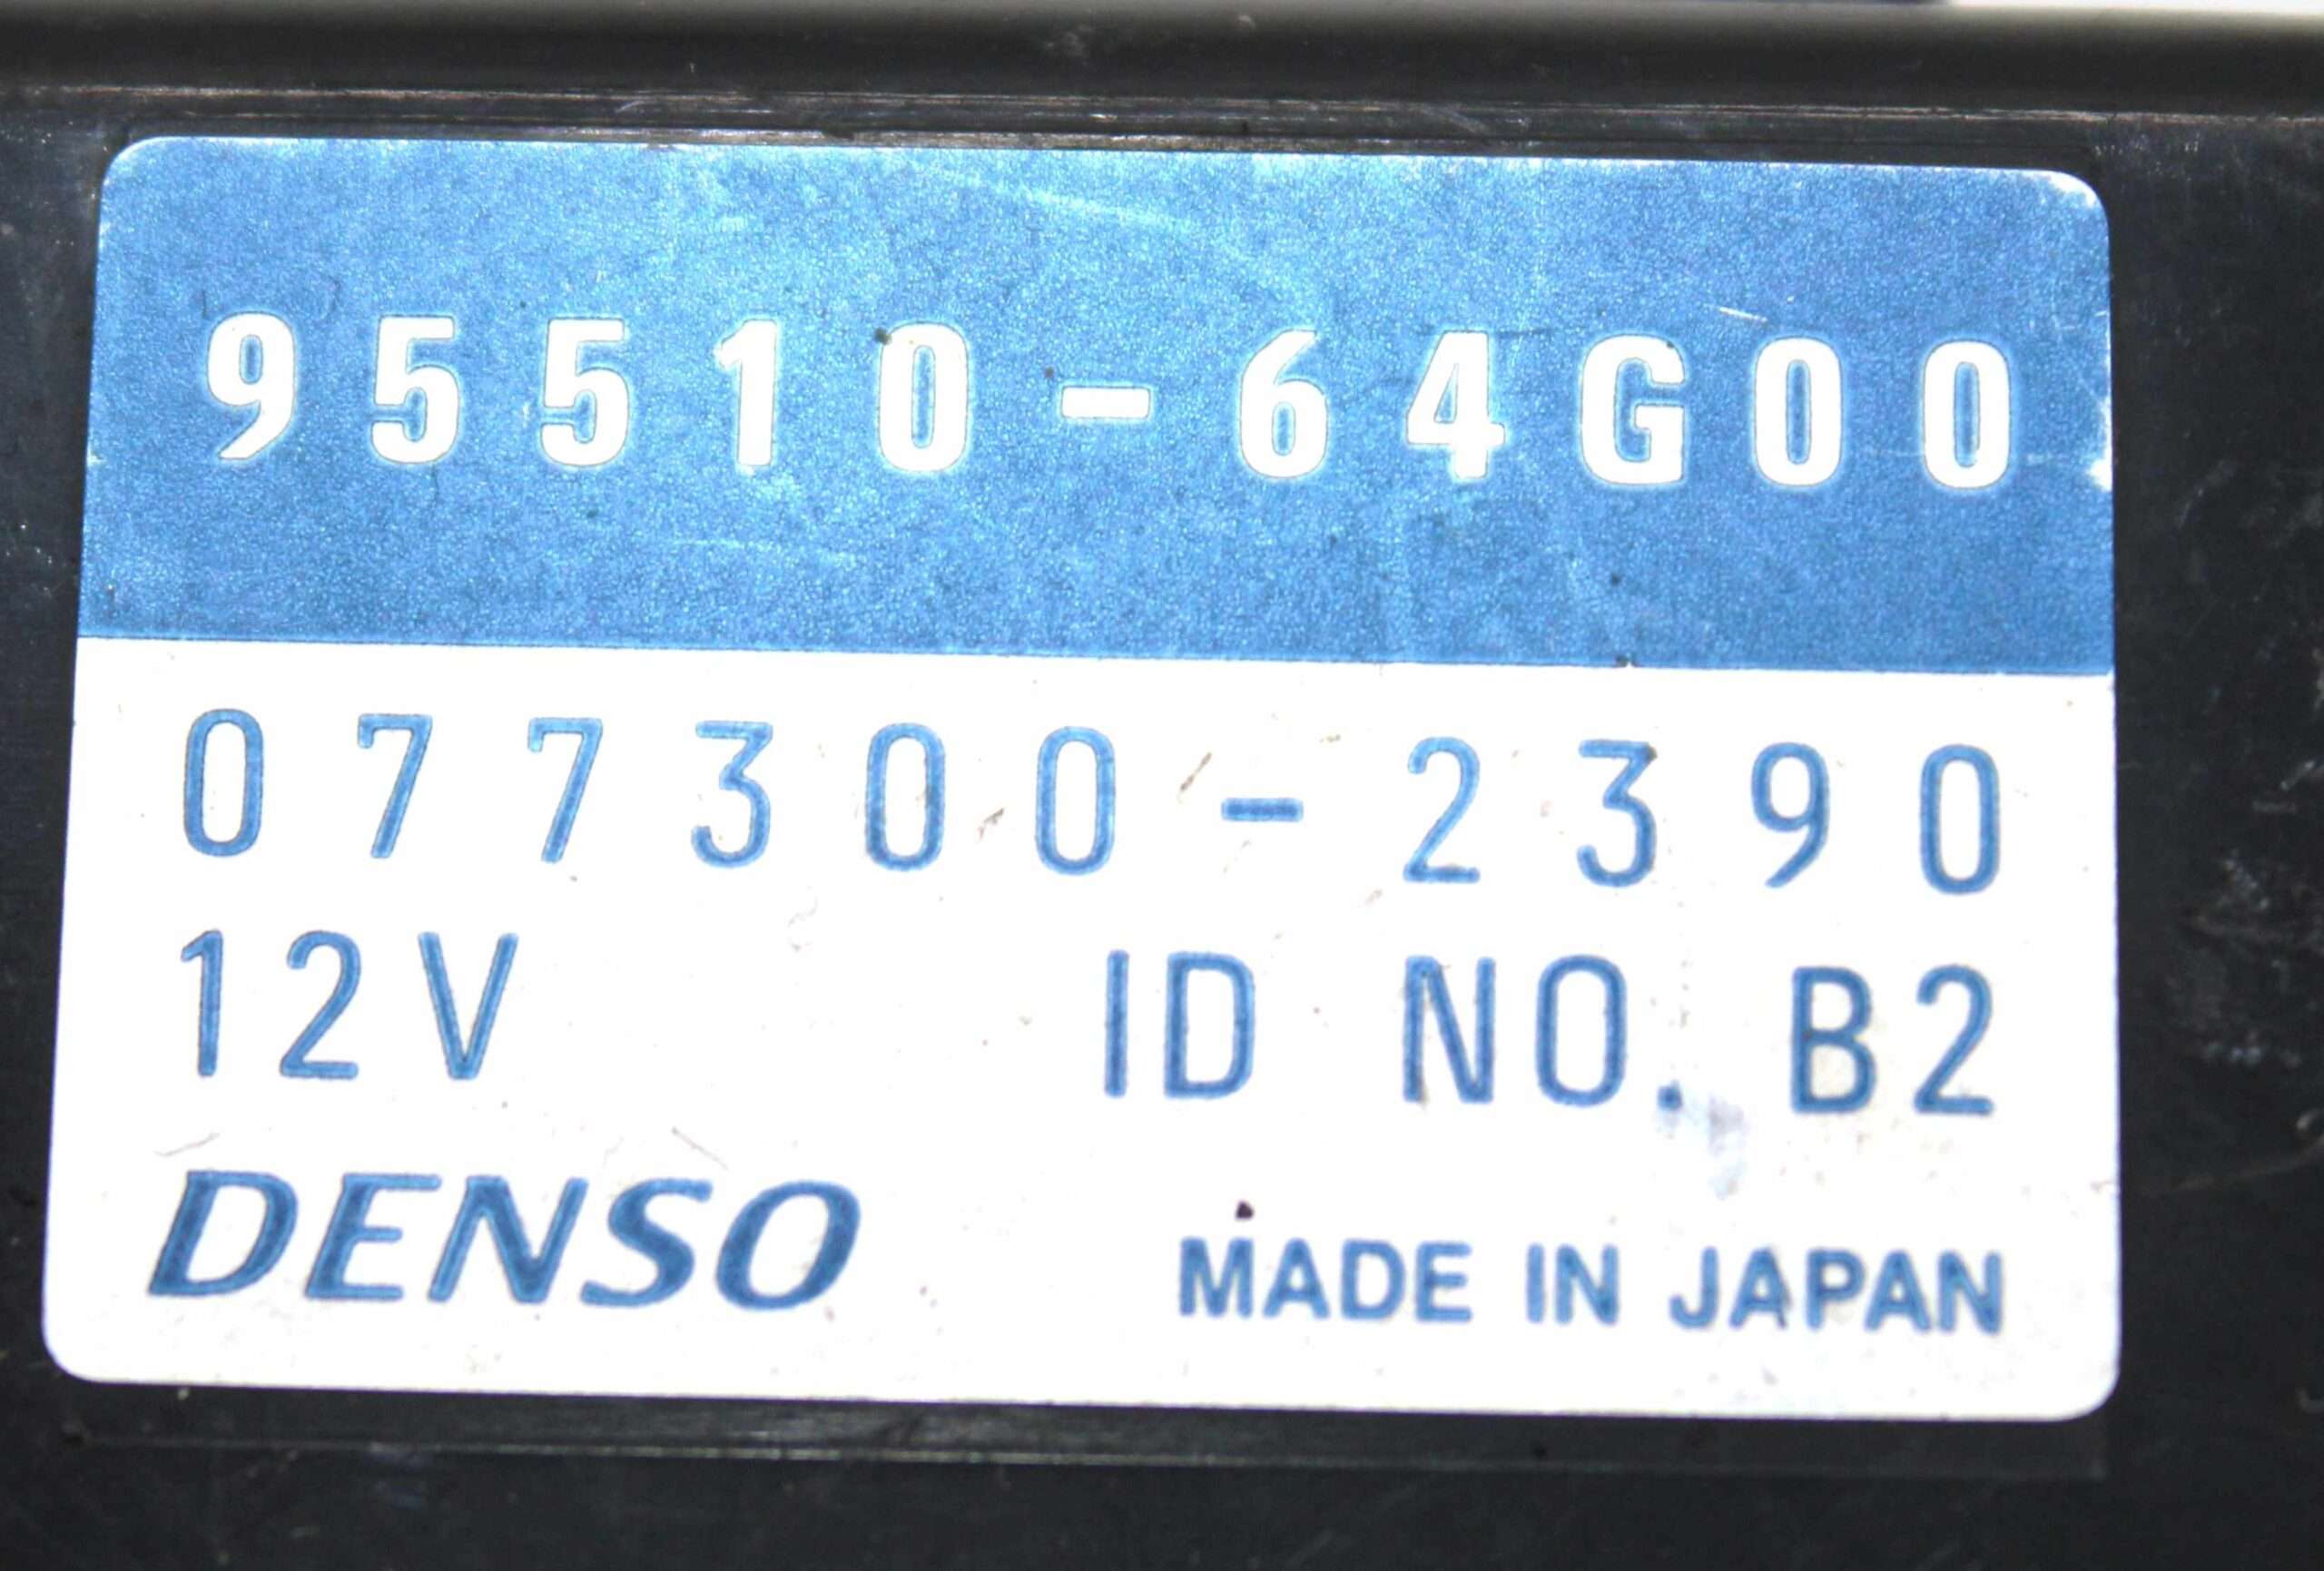 95510-64G00
077300-2390
12V ID NO. B2
DENSO MADE IN JAPAN